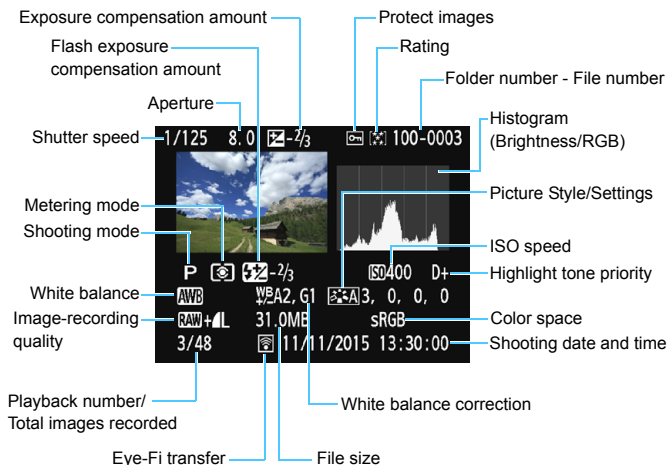 Exposure compensation amount
Protect images
Flash exposure
compensation amount
Rating
Folder number - File number
Aperture
Histogram
(Brightness/RGB)
Shutter speed
1/125 8.0 -2/3 100-0003
Picture Style/Settings
Metering mode
Shooting mode
ISO speed
P -2/3 ISO400 D+
Highlight tone priority
White balance
AWB WB A2, G1 A 3, 0, 0, 0
Image-recording
quality
RAW+L 31.0MB sRGB
Color space
3/48 11/11/2015 13:30:00
Shooting date and time
Playback number/
Total images recorded
White balance correction
Eye-Fi transfer
File size